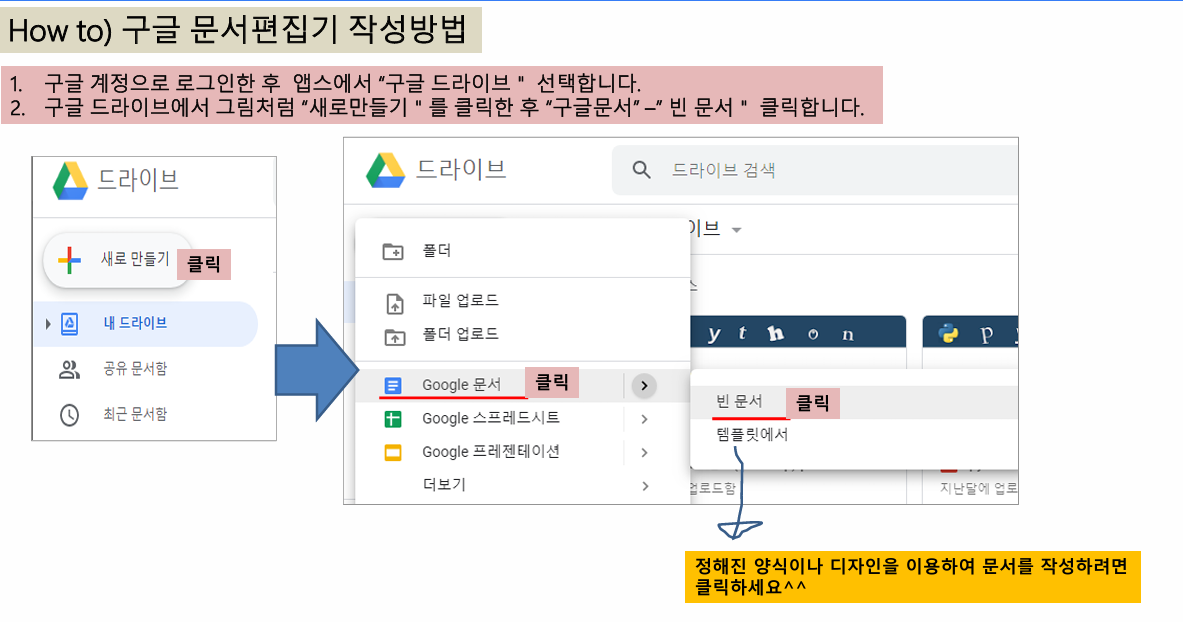 How to) 구글 문서편집기 작성방법
1. 구글 계정으로 로그인한 후 앱스에서 “구글 드라이브 " 선택합니다.
2. 구글 드라이브에서 그림처럼 “새로만들기 " 를 클릭한 후 “구글문서” –” 빈 문서 " 클릭합니다.
드라이브
새로 만들기
클릭
내 드라이브
공유 문서함
최근 문서함
드라이브
드라이브 검색
이브
폴더
스
파일 업로드
폴더 업로드
y t h o n
p y
Google 문서
클릭
빈 문서
클릭
Google 스프레드시트
템플릿에서
Google 프레젠테이션
더보기
업로드함
지난달에 업로
정해진 양식이나 디자인을 이용하여 문서를 작성하려면
클릭하세요^^